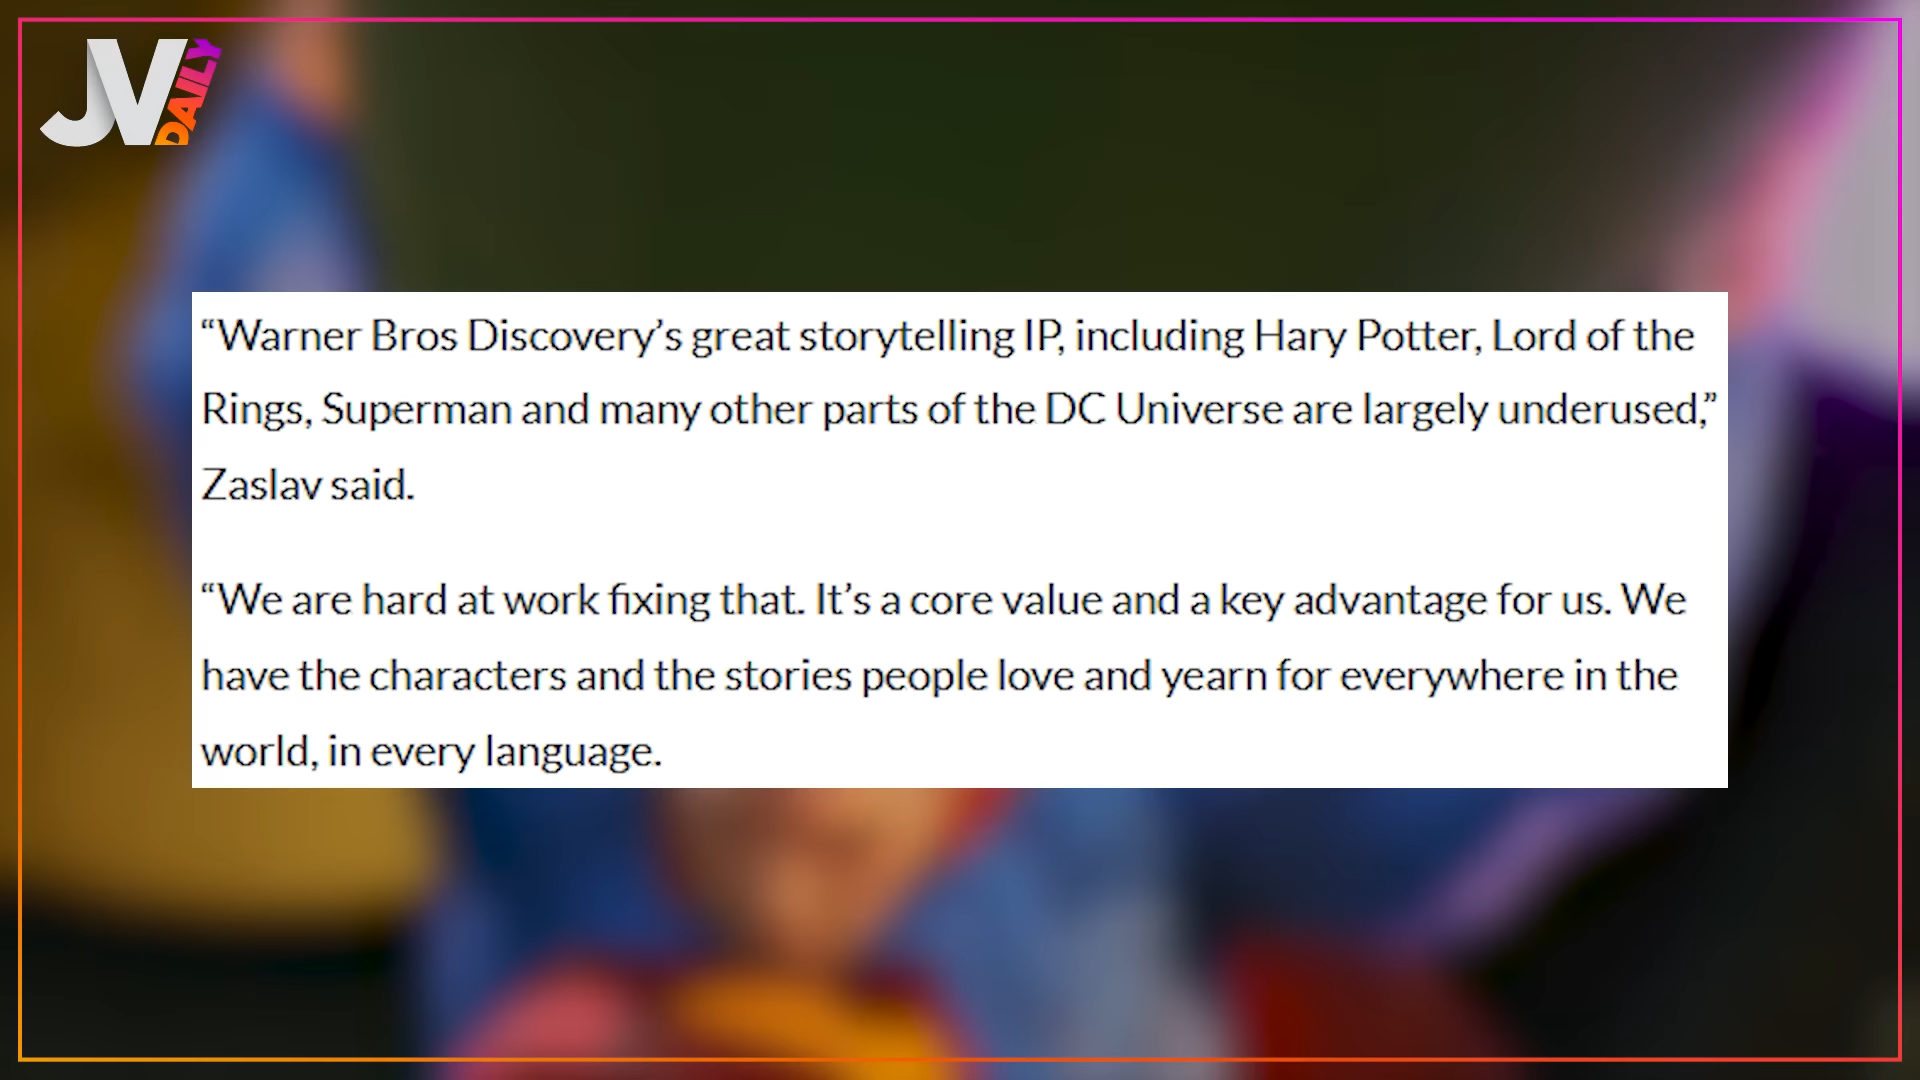 JV
DAILY
“Warner Bros Discovery’s great storytelling IP, including Hary Potter, Lord of the
Rings, Superman and many other parts of the DC Universe are largely underused,”
Zaslav said.
“We are hard at work fixing that. It’s a core value and a key advantage for us. We
have the characters and the stories people love and yearn for everywhere in the
world, in every language.